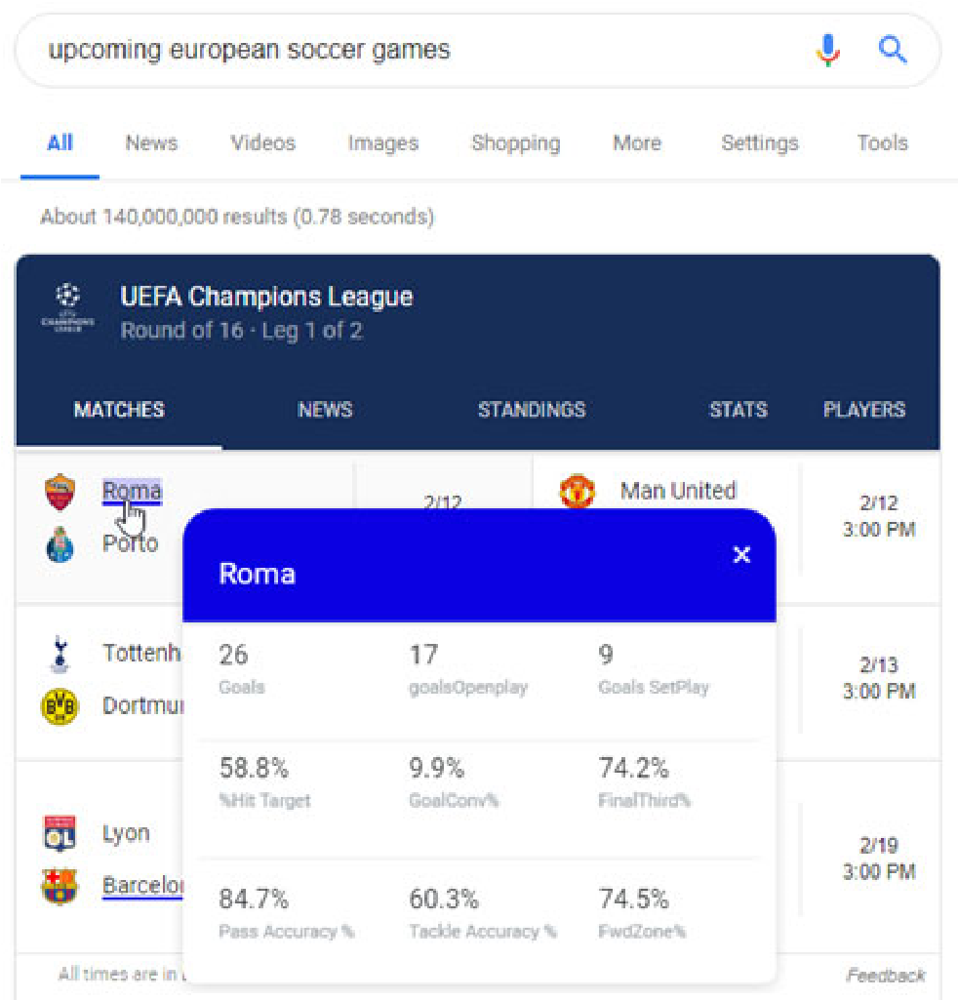 upcoming european soccer games
All News Videos Images Shopping More Settings Tools
About 140,000,000 results (0.78 seconds)
UEFA Champions League
CHAMPIONS
LEAGUE
Round of 16 · Leg 1 of 2
MATCHES NEWS STANDINGS STATS PLAYERS
Roma
Porto
2/12
Man United
2/12
3:00 PM
Roma
×
26 17 9
Goals goalsOpenplay Goals SetPlay
58.8% 9.9% 74.2%
%Hit Target GoalConv% FinalThird%
84.7% 60.3% 74.5%
Pass Accuracy % Tackle Accuracy % FwdZone%
Tottenh
Dortmu
2/13
3:00 PM
OL
BVB
Lyon
Barcelo
2/19
3:00 PM
All times are in
Feedback